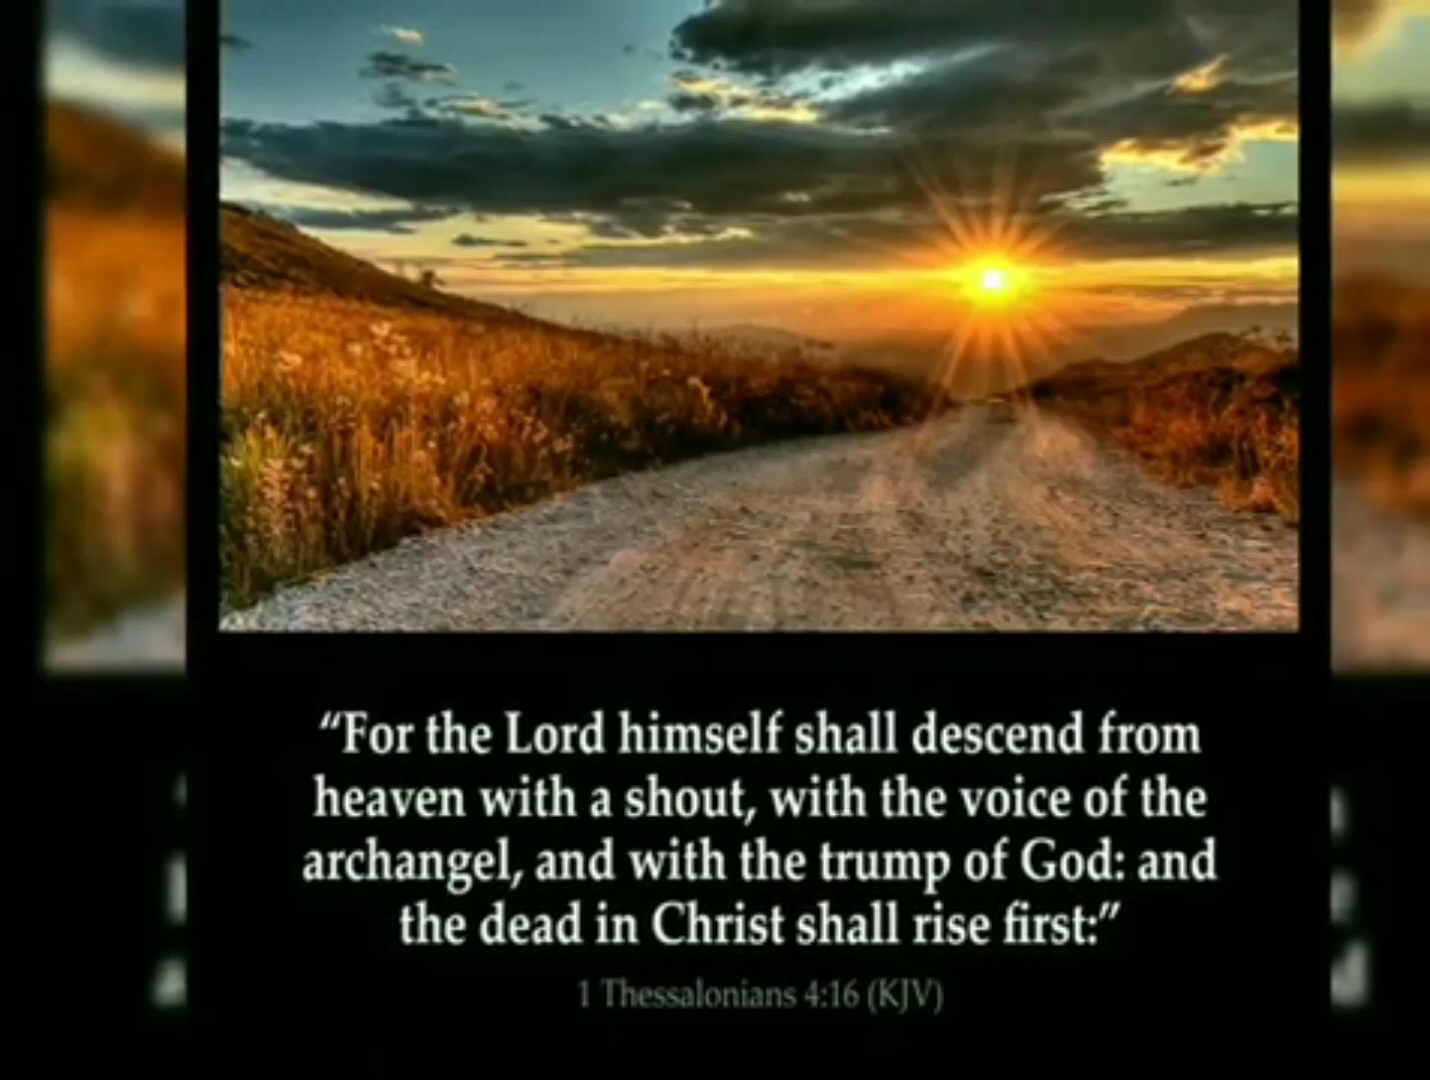 “For the Lord himself shall descend from
heaven with a shout, with the voice of the
archangel, and with the trump of God: and
the dead in Christ shall rise first:”
1 Thessalonians 4:16 (KJV)